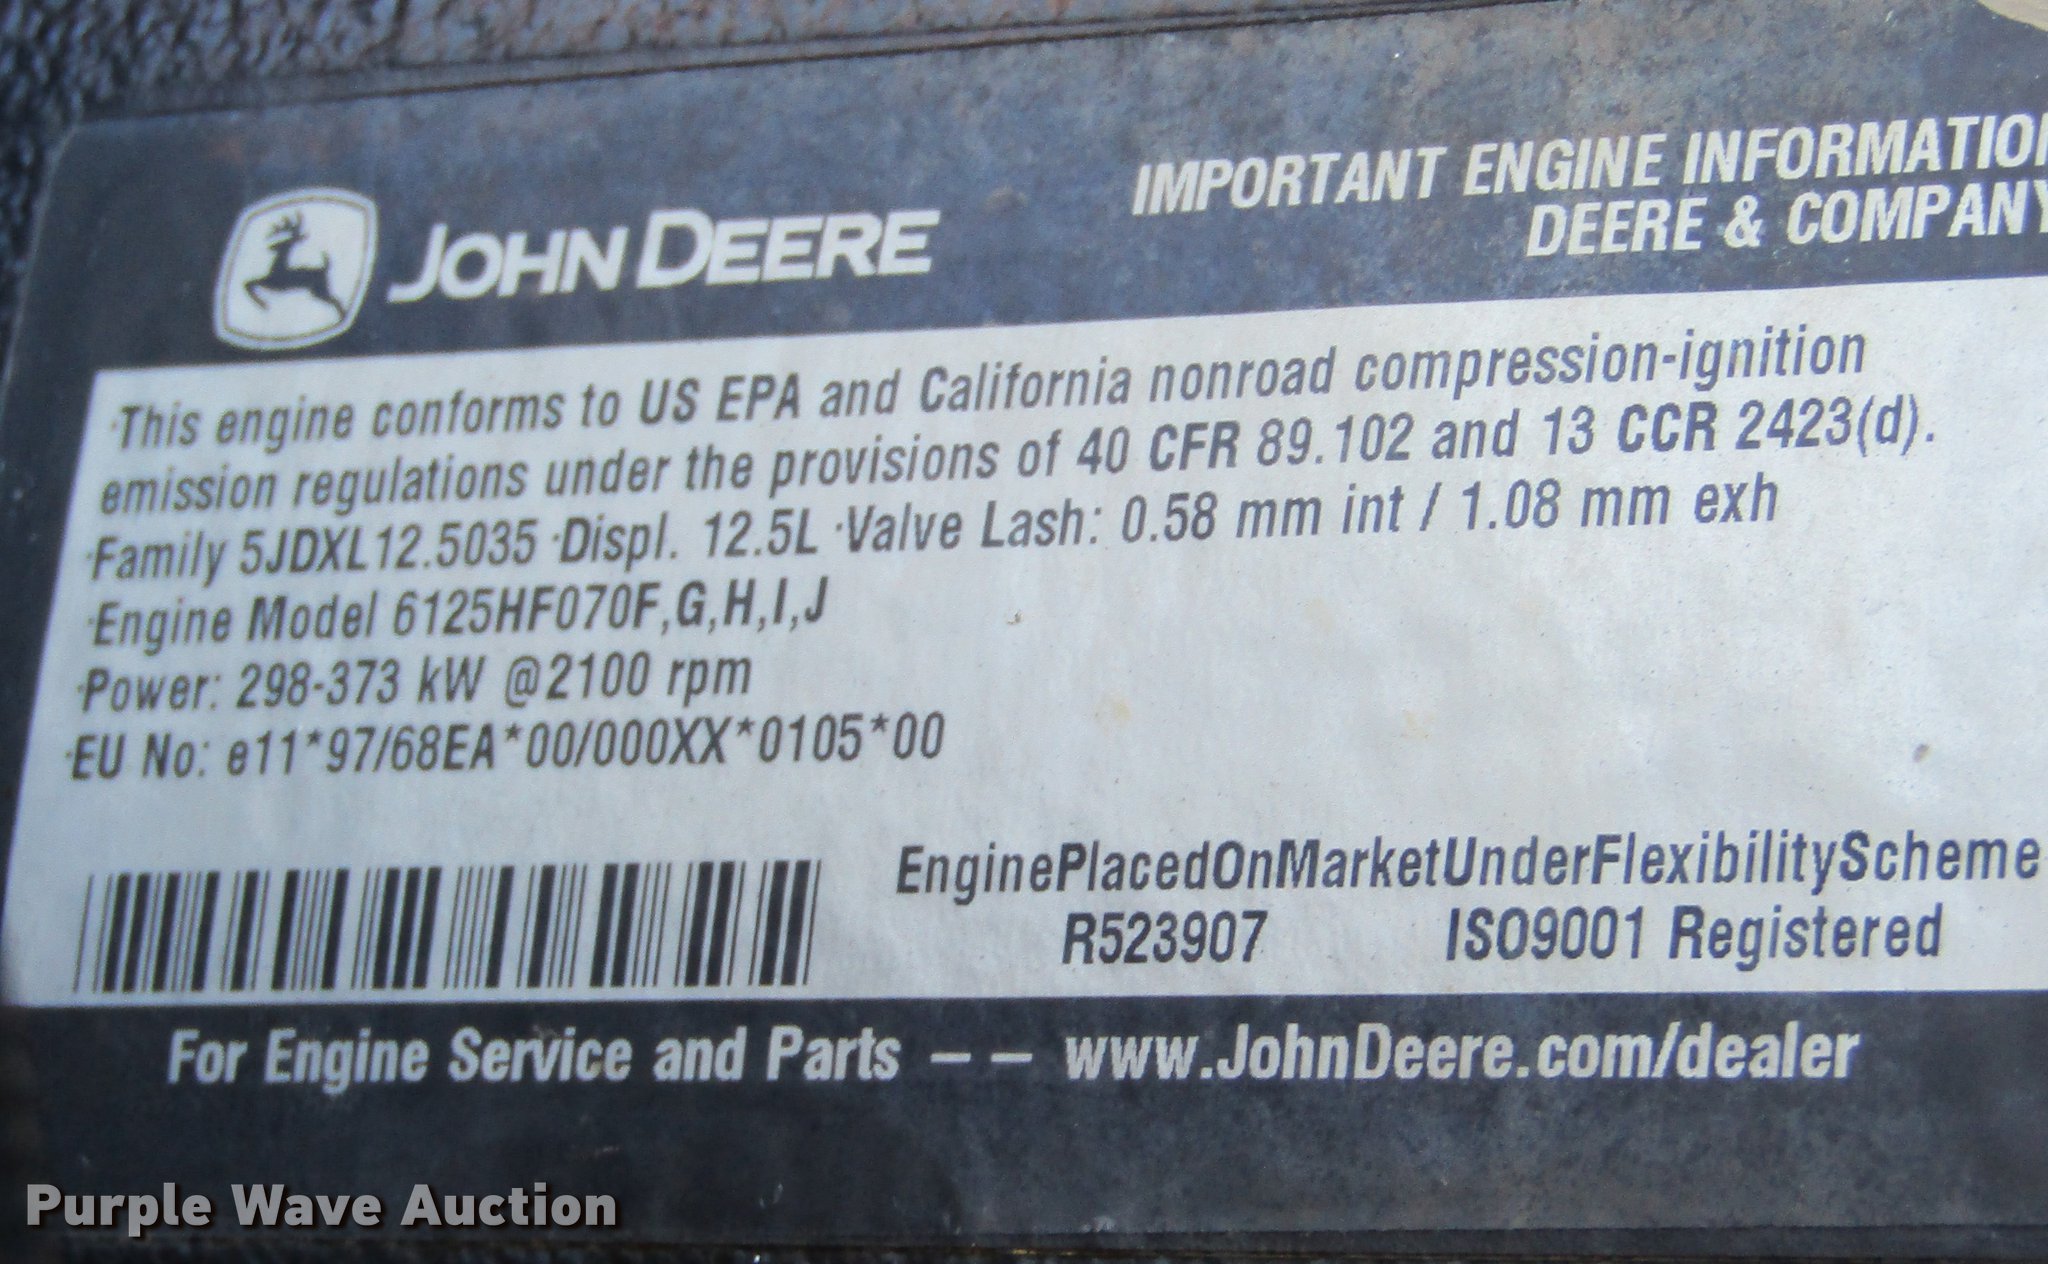 JOHN DEERE
IMPORTANT ENGINE INFORMATION
DEERE & COMPANY
·This engine conforms to US EPA and California nonroad compression-ignition
emission regulations under the provisions of 40 CFR 89.102 and 13 CCR 2423(d).
·Family 5JDXL12.5035 ·Displ. 12.5L ·Valve Lash: 0.58 mm int / 1.08 mm exh
·Engine Model 6125HF070F,G,H,I,J
·Power: 298-373 kW @2100 rpm
·EU No: e11*97/68EA*00/000XX*0105*00
EnginePlacedOnMarketUnderFlexibilityScheme
R523907 ISO9001 Registered
For Engine Service and Parts – – www.JohnDeere.com/dealer
Purple Wave Auction